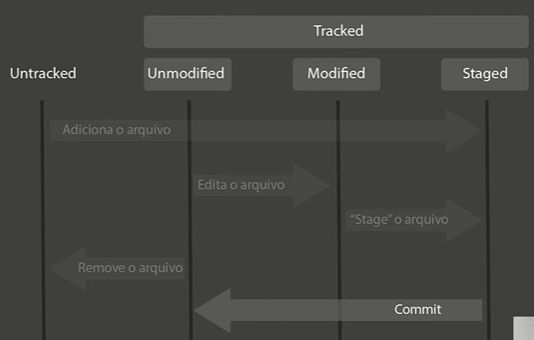 Tracked
Untracked Unmodified Modified Staged
Adiciona o arquivo
Edita o arquivo
"Stage" o arquivo
Remove o arquivo
Commit